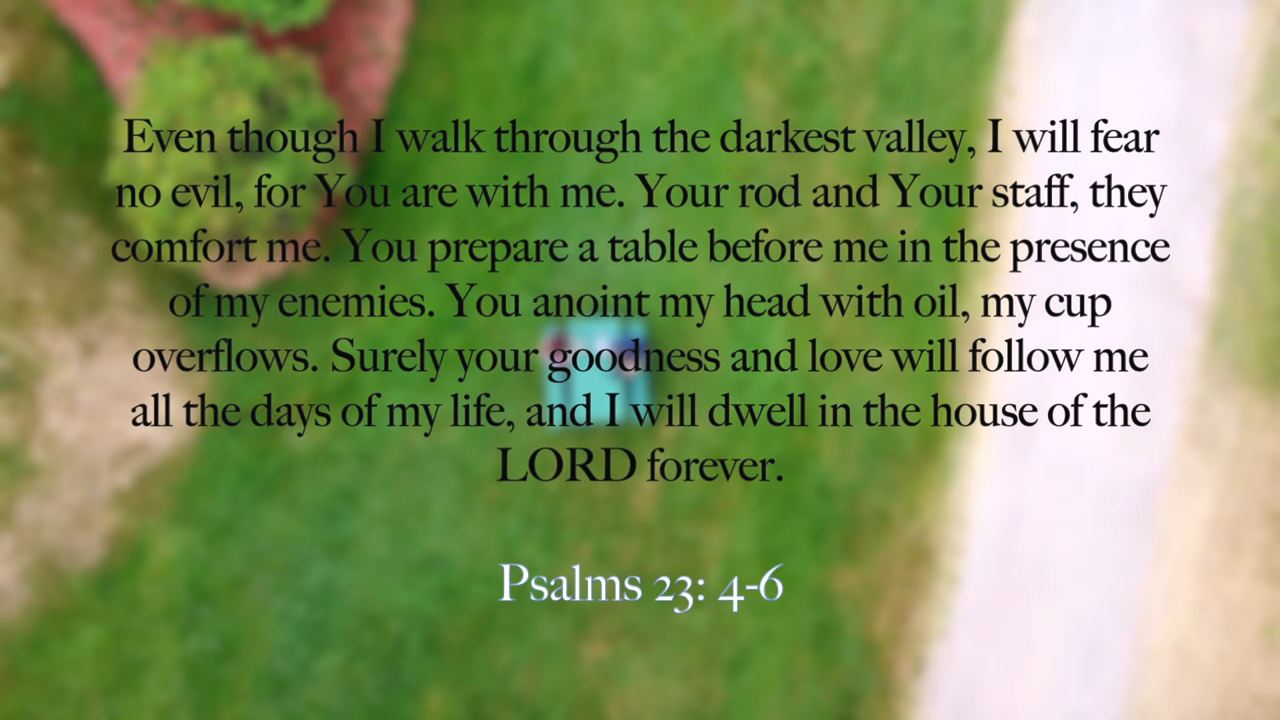 Even though I walk through the darkest valley, I will fear
no evil, for You are with me. Your rod and Your staff, they
comfort me. You prepare a table before me in the presence
of my enemies. You anoint my head with oil, my cup
overflows. Surely your goodness and love will follow me
all the days of my life, and I will dwell in the house of the
LORD forever.
Psalms 23: 4-6